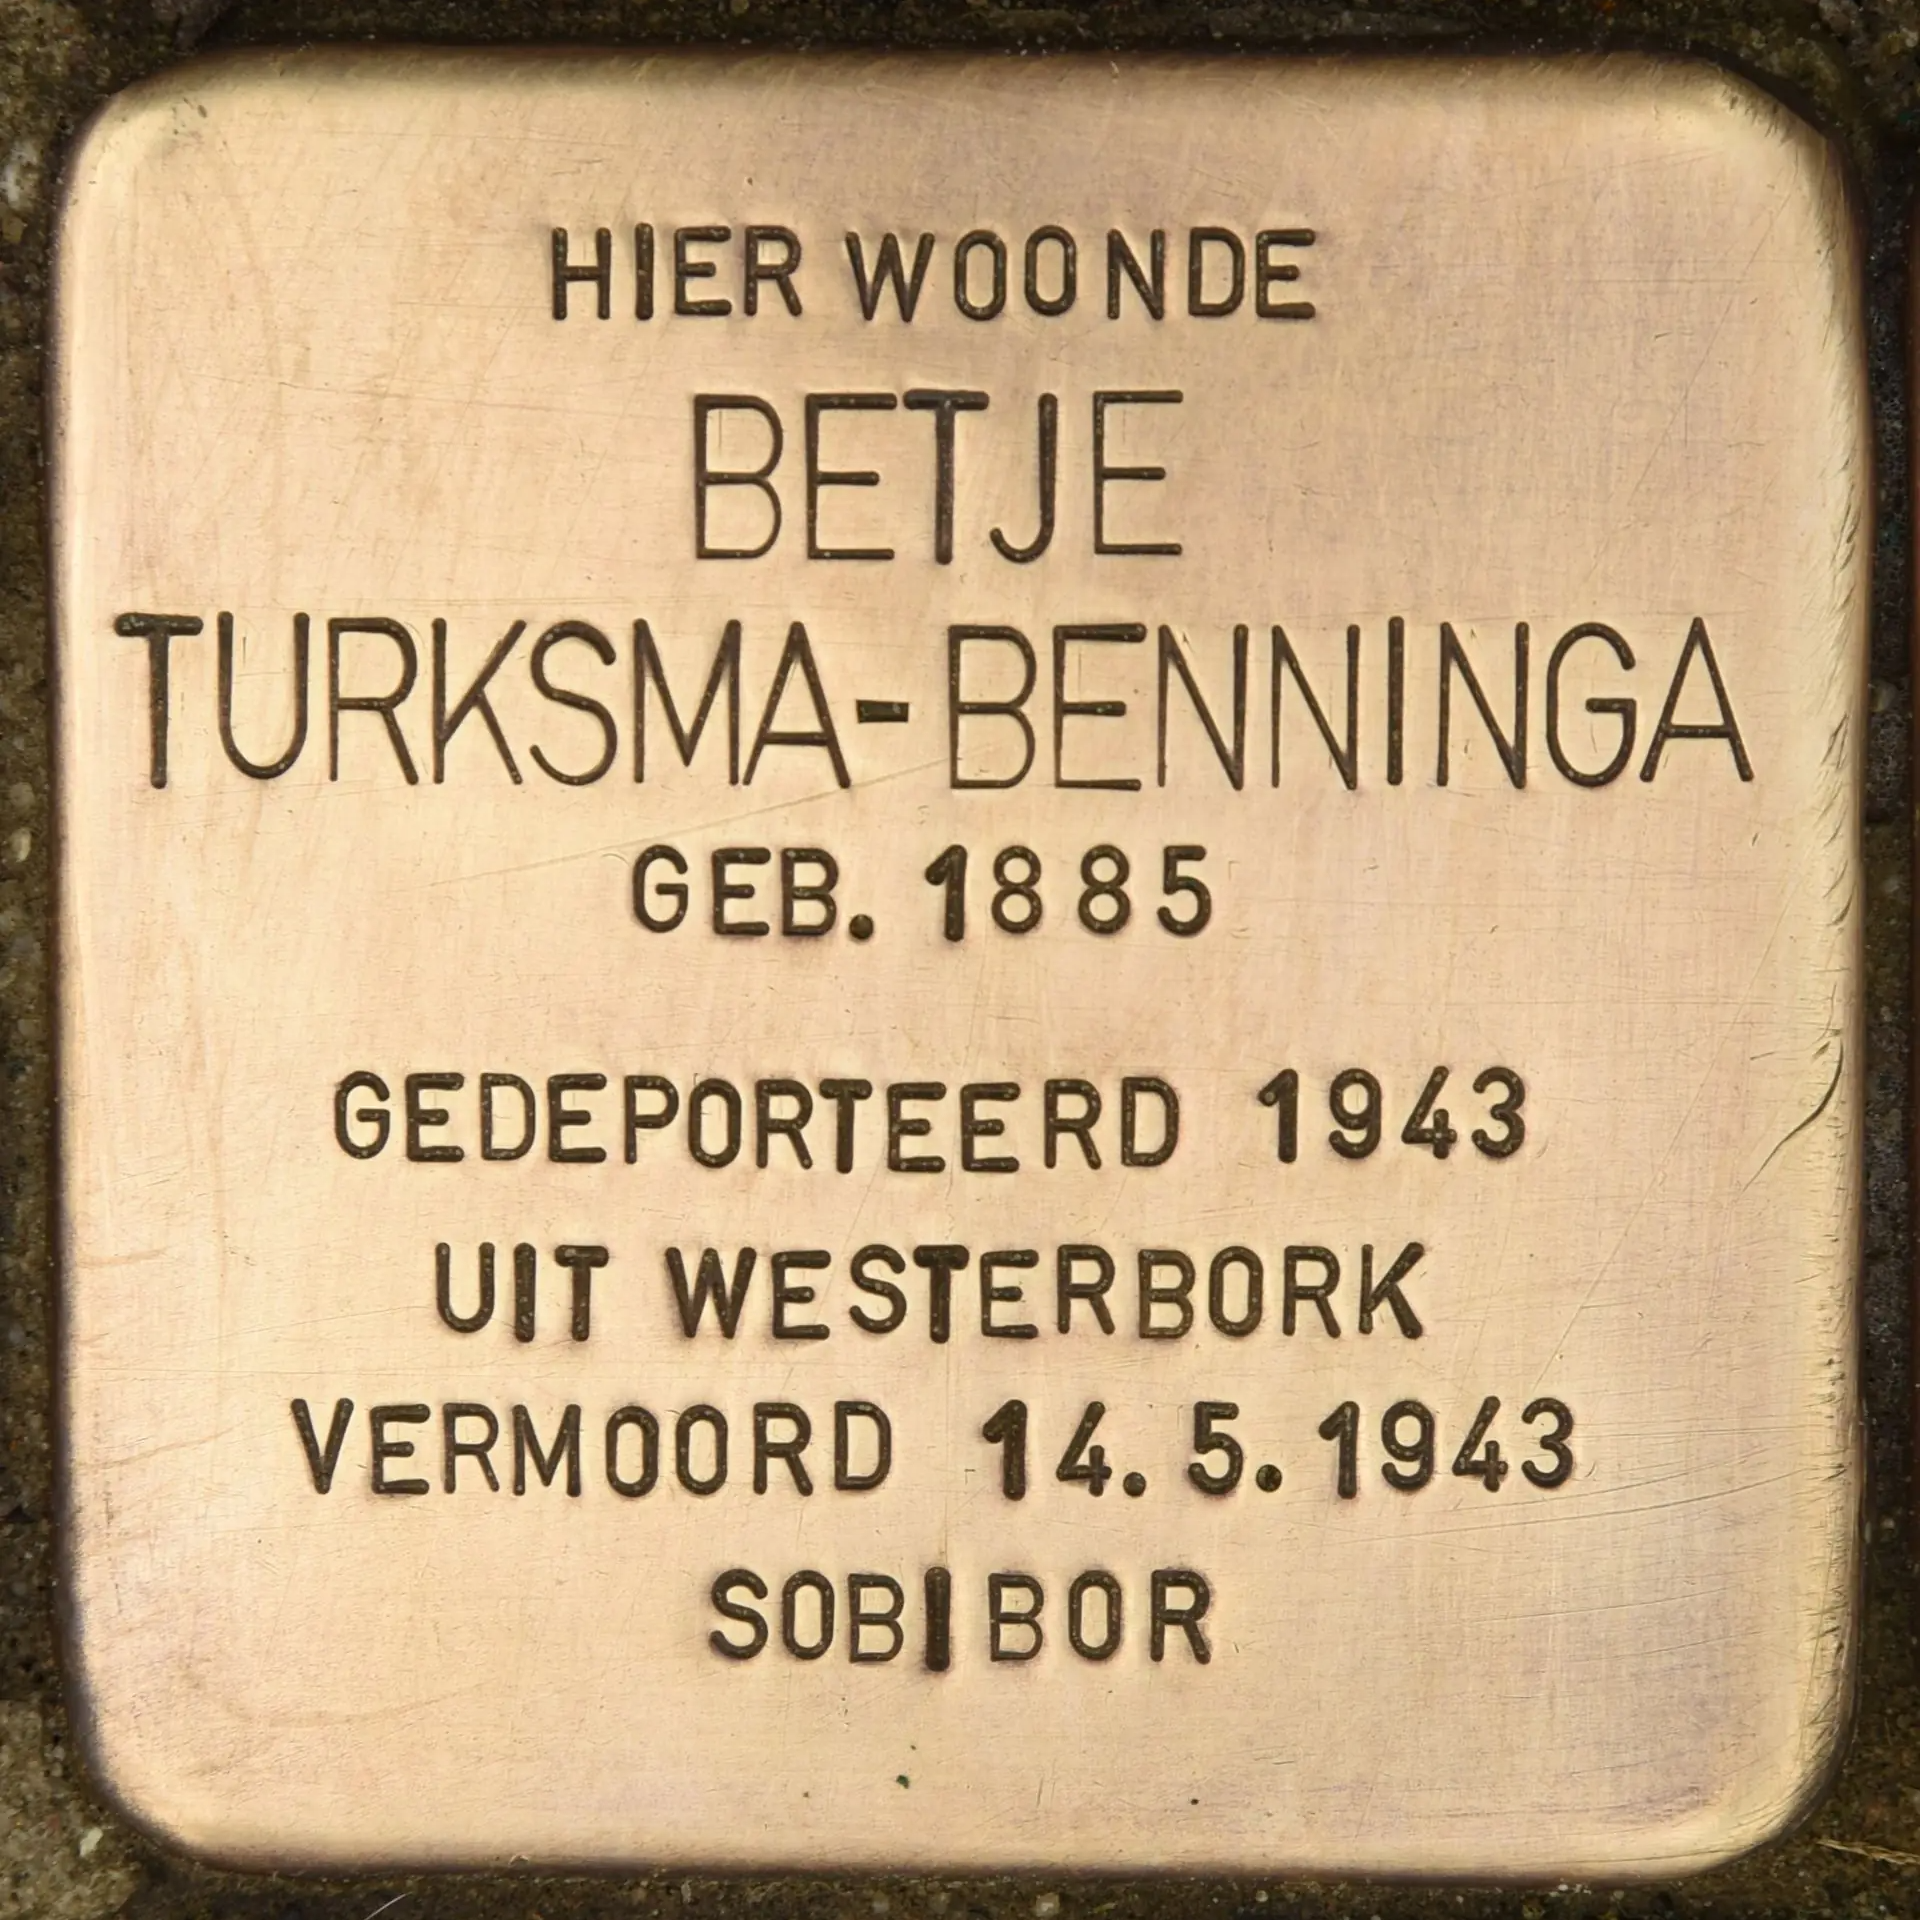 HIER WOONDE
BETJE
TURKSMA-BENNINGA
GEB. 1885
GEDEPORTEERD 1943
UIT WESTERBORK
VERMOORD 14.5.1943
SOBIBOR